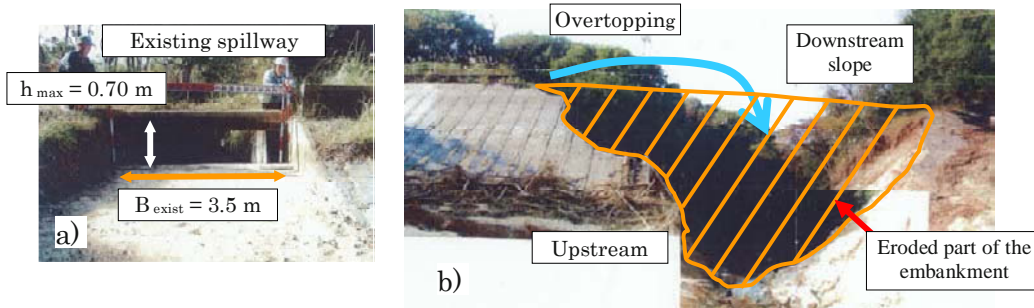 Existing spillway
h max = 0.70 m
B exist = 3.5 m
a)
Overtopping
Downstream
slope
Upstream
Eroded part of the
embankment
b)